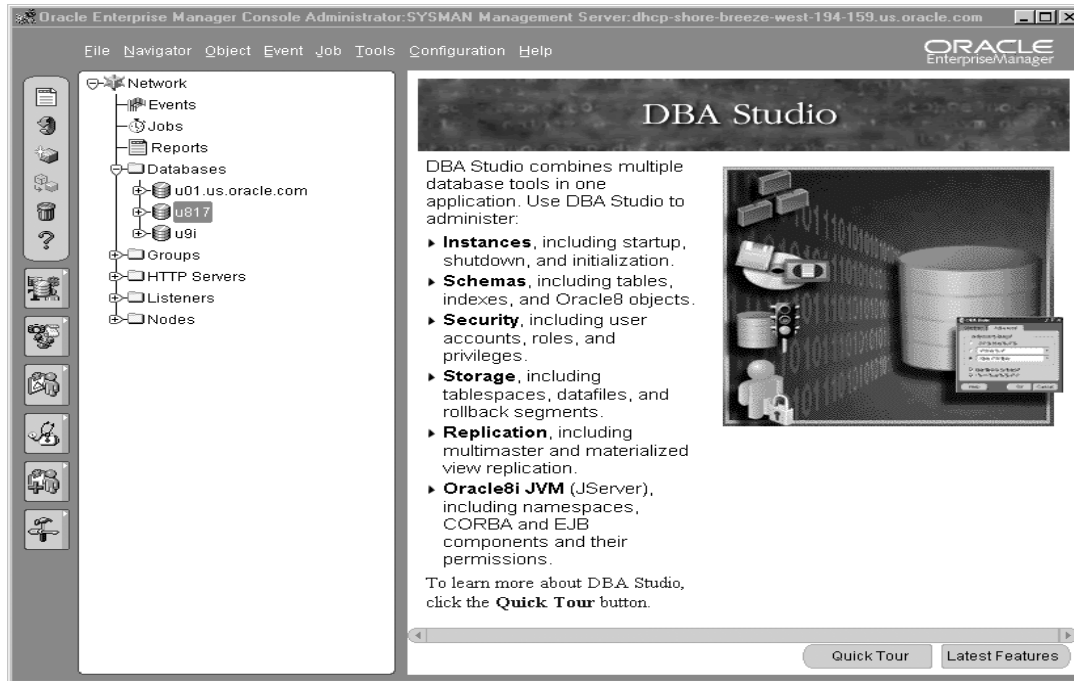 Oracle Enterprise Manager Console Administrator:SYSMAN Management Server:dhcp-shore-breeze-west-194-159.us.oracle.com
File Navigator Object Event Job Tools Configuration Help
ORACLE
EnterpriseManager
Network
Events
Jobs
Reports
Databases
u01.us.oracle.com
u817
u9i
Groups
HTTP Servers
Listeners
Nodes
DBA Studio
DBA Studio combines multiple
database tools in one
application. Use DBA Studio to
administer:
Instances, including startup,
shutdown, and initialization.
Schemas, including tables,
indexes, and Oracle8 objects.
Security, including user
accounts, roles, and
privileges.
Storage, including
tablespaces, datafiles, and
rollback segments.
Replication, including
multimaster and materialized
view replication.
Oracle8i JVM (JServer),
including namespaces,
CORBA and EJB
components and their
permissions.
To learn more about DBA Studio,
click the Quick Tour button.
Quick Tour Latest Features